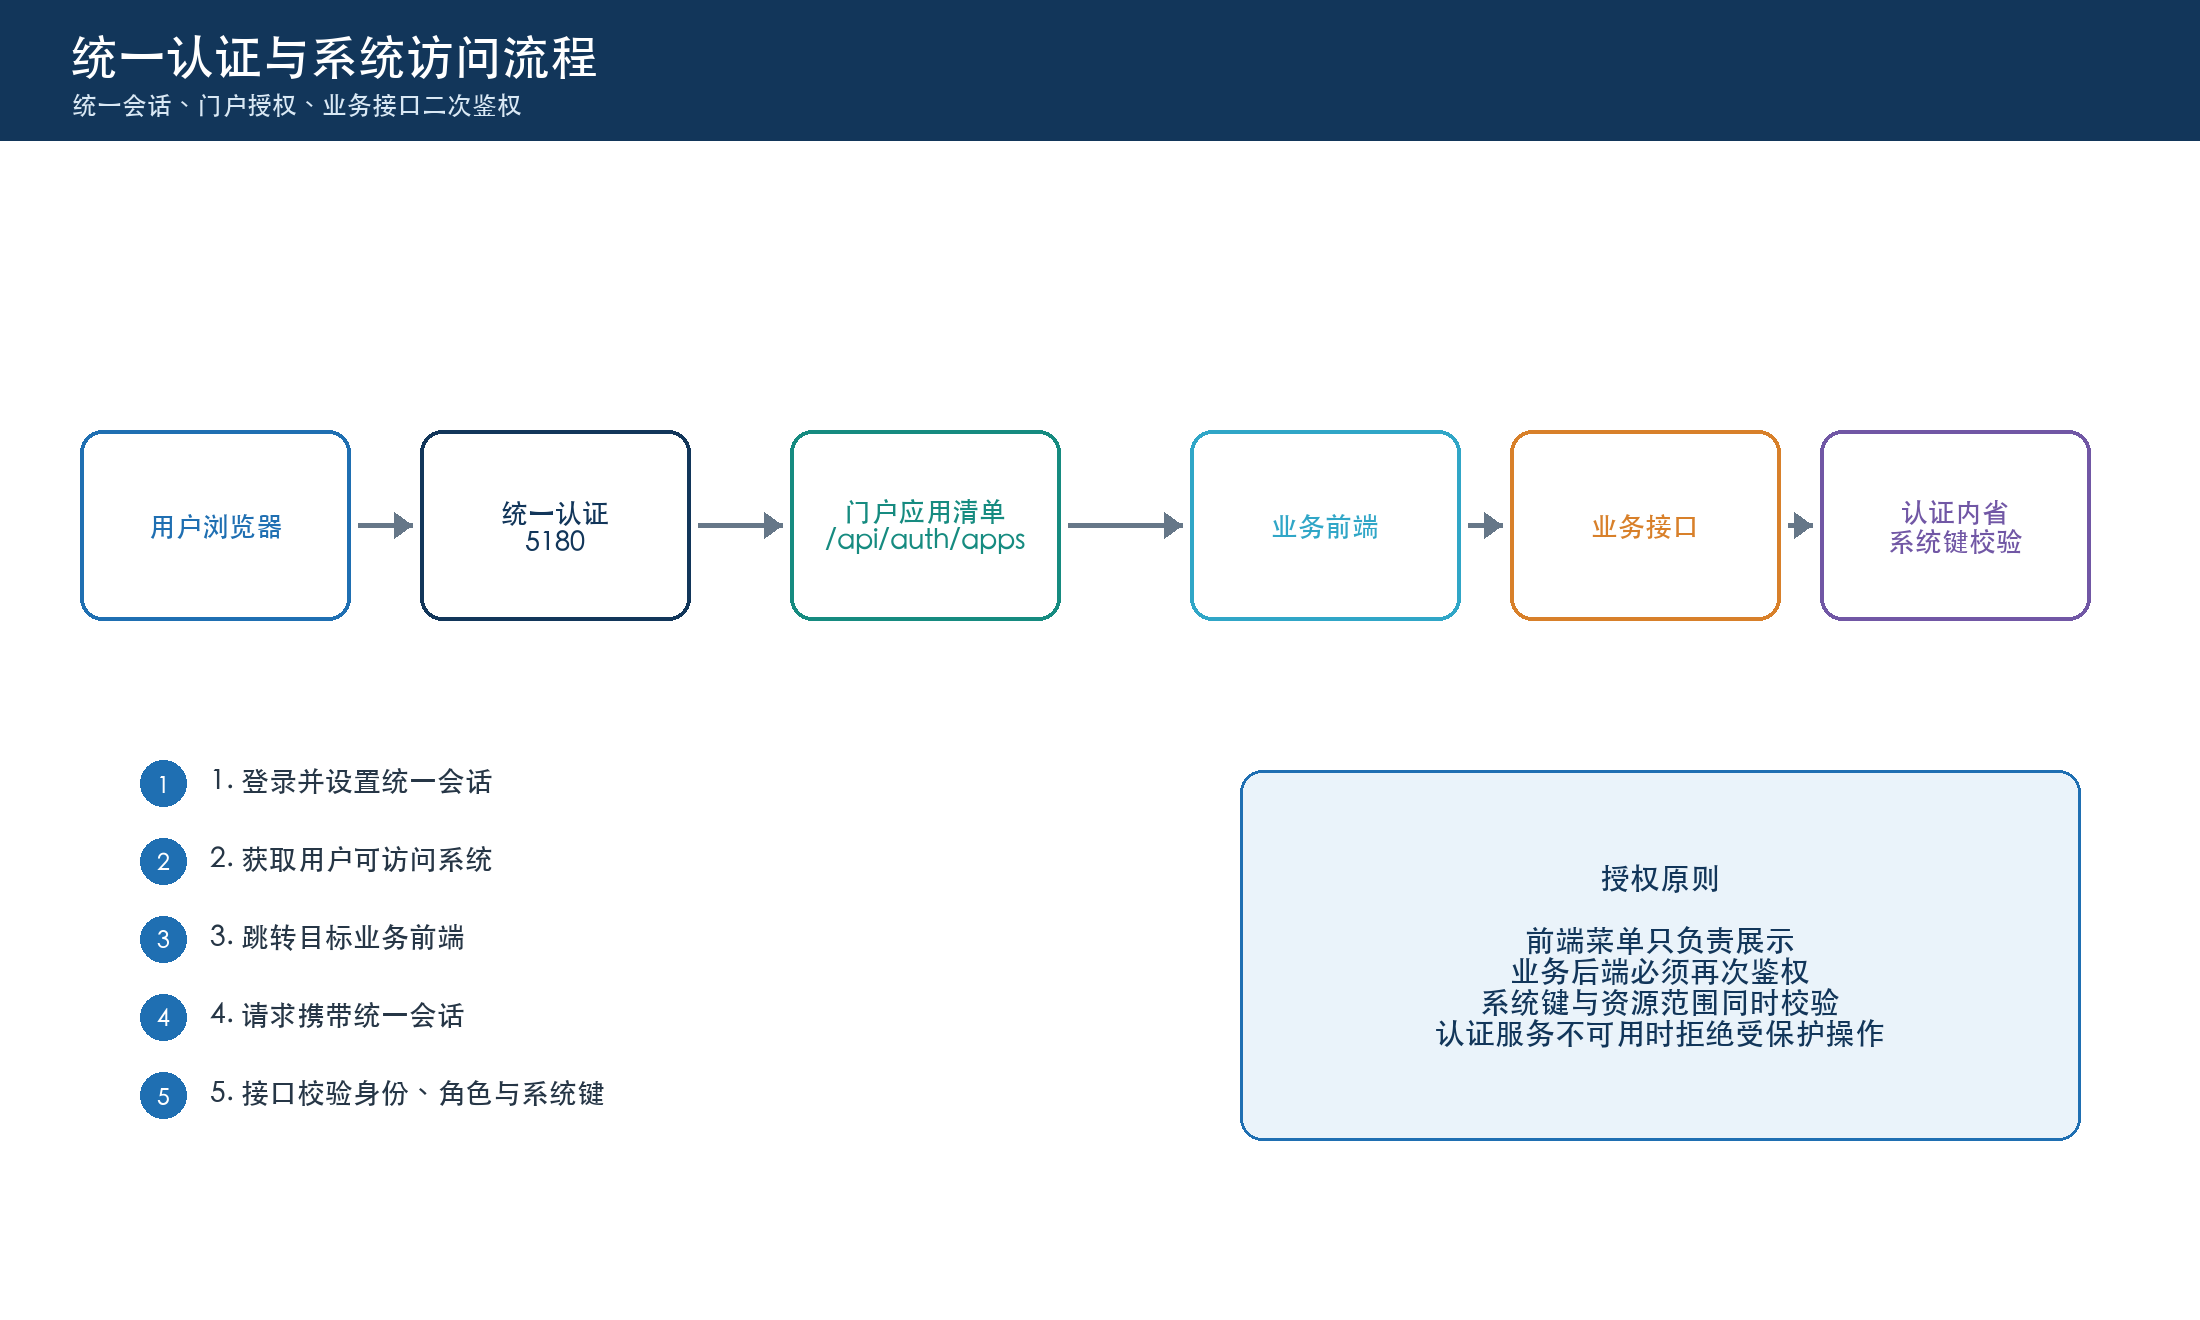 统一认证与系统访问流程
统一会话、门户授权、业务接口二次鉴权
用户浏览器
统一认证
5180
门户应用清单
/api/auth/apps
业务前端
业务接口
认证内省
系统键校验
1 1. 登录并设置统一会话
2 2. 获取用户可访问系统
3 3. 跳转目标业务前端
4 4. 请求携带统一会话
5 5. 接口校验身份、角色与系统键
授权原则
前端菜单只负责展示
业务后端必须再次鉴权
系统键与资源范围同时校验
认证服务不可用时拒绝受保护操作